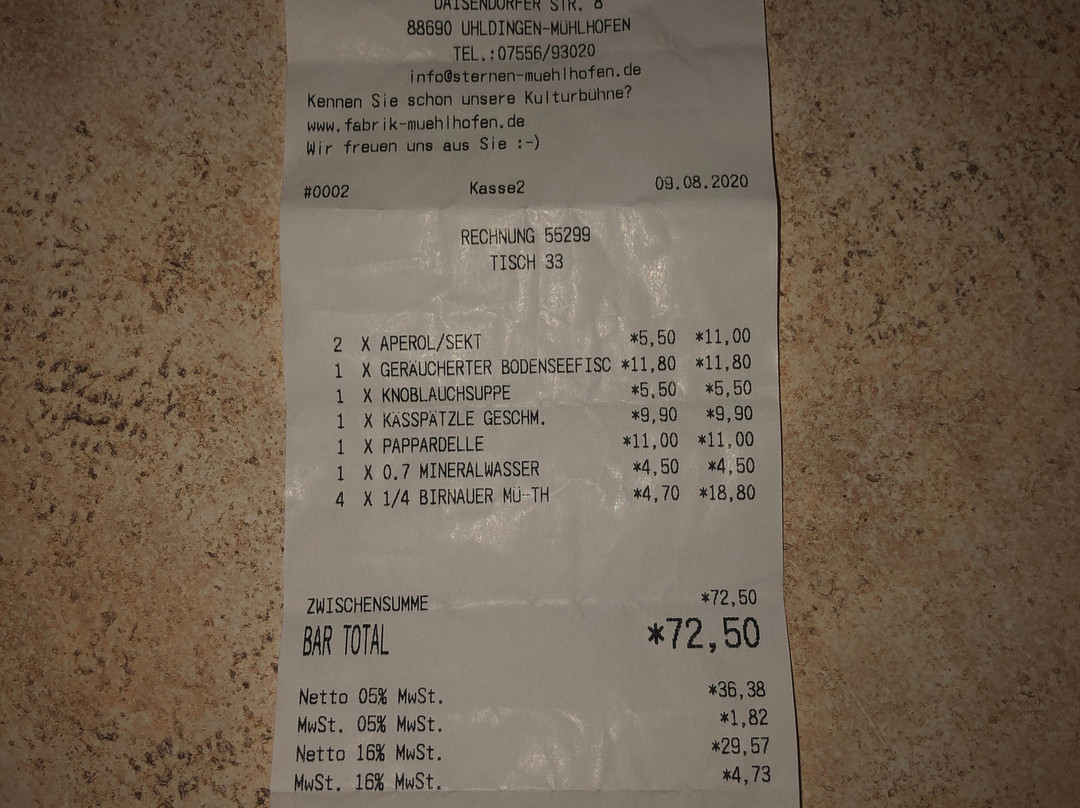 DAISENDORFER STR. 8
88690 UHLDINGEN-MÜHLHOFEN
TEL.:07556/93020
info@sternen-muehlhofen.de
Kennen Sie schon unsere Kulturbühne?
www.fabrik-muehlhofen.de
Wir freuen uns aus Sie :-)
#0002 Kasse2 09.08.2020
RECHNUNG 55299
TISCH 33
2 X APEROL/SEKT *5,50 *11,00
1 X GERÄUCHERTER BODENSEEFISC *11,80 *11,80
1 X KNOBLAUCHSUPPE *5,50 *5,50
1 X KÄSSPÄTZLE GESCHM. *9,90 *9,90
1 X PAPPARDELLE *11,00 *11,00
1 X 0.7 MINERALWASSER *4,50 *4,50
4 X 1/4 BIRNAUER MÜ-TH *4,70 *18,80
ZWISCHENSUMME *72,50
BAR TOTAL *72,50
Netto 05% MwSt. *36,38
MwSt. 05% MwSt. *1,82
Netto 16% MwSt. *29,57
MwSt. 16% MwSt. *4,73